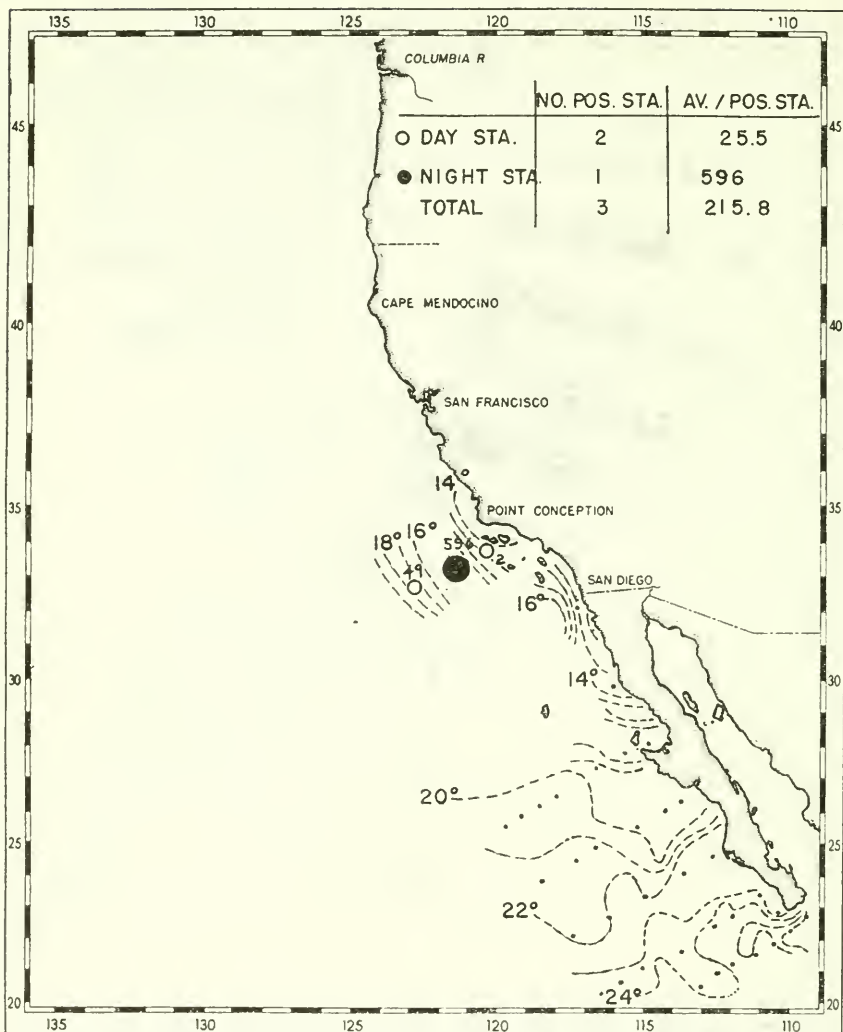 135 130 125 120 115 110
COLUMBIA R
NO. POS. STA. AV. / POS. STA.
DAY STA. 2 25.5
NIGHT STA. 1 596
TOTAL 3 215.8
45
45
CAPE MENDOCINO
40
40
SAN FRANCISCO
14°
35
35
POINT CONCEPTION
18° 16°
596
2
49
SAN DIEGO
16°
30
30
14°
20°
25
25
22°
24°
20
20
135 130 125 120 115 110